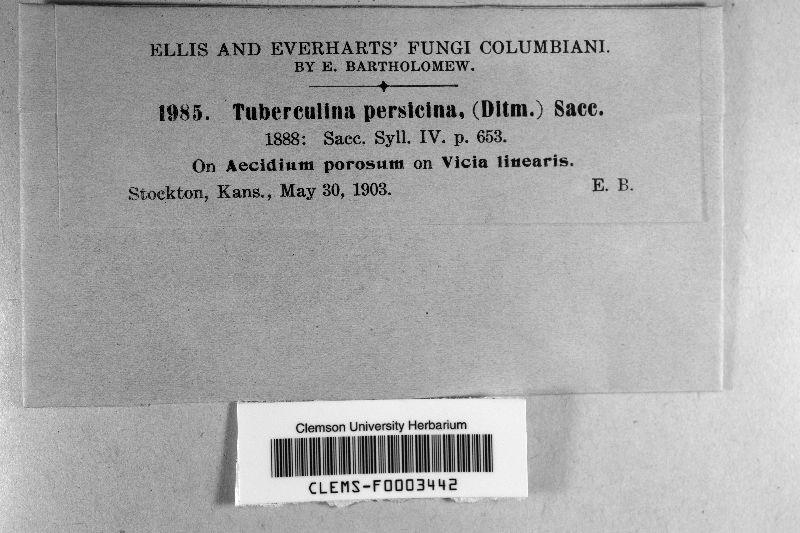 ELLIS AND EVERHARTS' FUNGI COLUMBIANI.
BY E. BARTHOLOMEW.
1985. Tuberculina persicina, (Ditm.) Sacc.
1888: Sacc. Syll. IV. p. 653.
On Aecidium porosum on Vicia linearis.
Stockton, Kans., May 30, 1903. E. B.
Clemson University Herbarium
CLEMS-F0003442